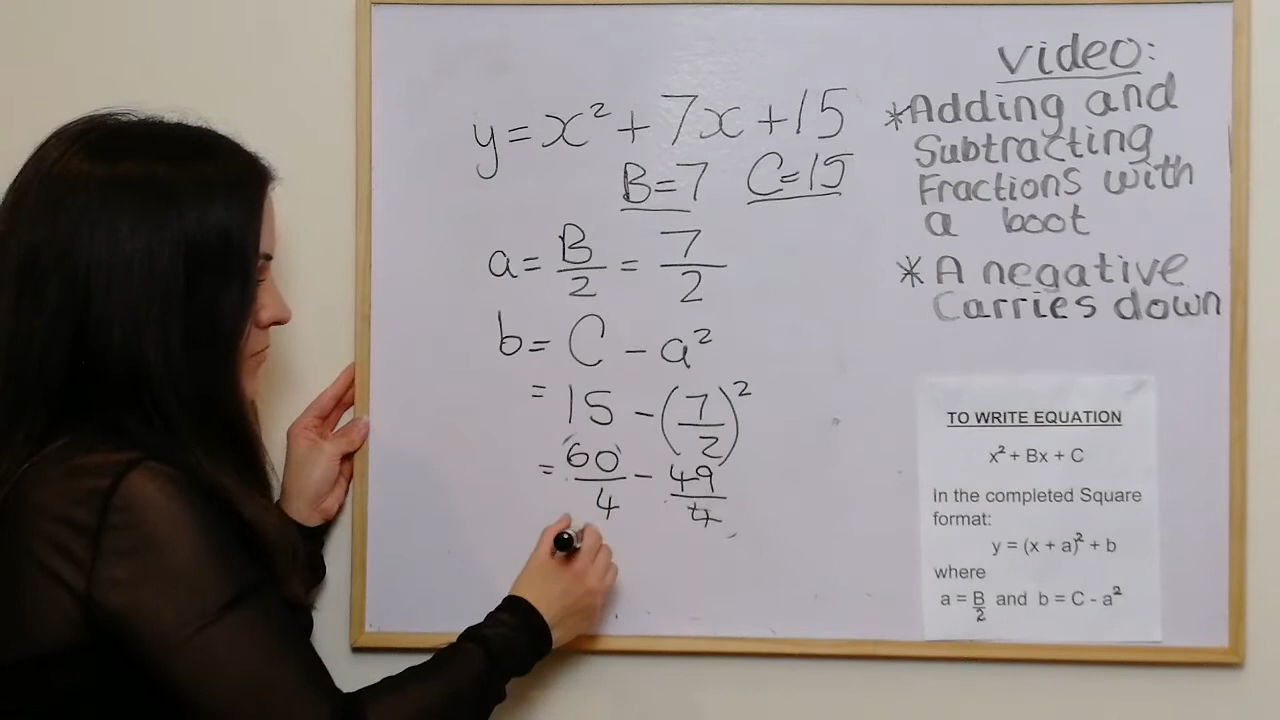 y = x² + 7x + 15
B = 7 C = 15
a = B/2 = 7/2
b = C - a²
= 15 - (7/2)²
= 60/4 - 49/4
video:
*Adding and
Subtracting
Fractions with
a boot
* A negative
Carries down
TO WRITE EQUATION
x² + Bx + C
In the completed Square
format:
y = (x + a)² + b
where
a = B/2 and b = C - a²